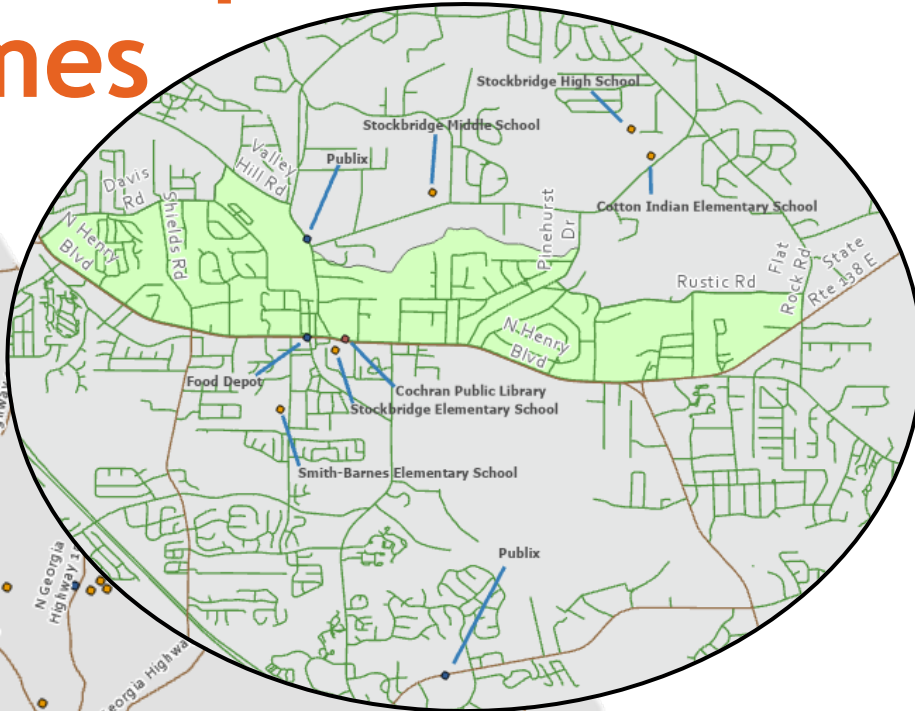 mes
Stockbridge High School
Stockbridge Middle School
Valley
Hill Rd
Publix
Davis
Rd
Shields Rd
Cotton Indian Elementary School
Pinehurst
Dr
N Henry
Blvd
Flat
Rock Rd
State
Rte 138 E
Rustic Rd
N Henry
Blvd
Food Depot
Cochran Public Library
Stockbridge Elementary School
Smith-Barnes Elementary School
Publix
N Georgia
Highway 1
eorgia Highwa